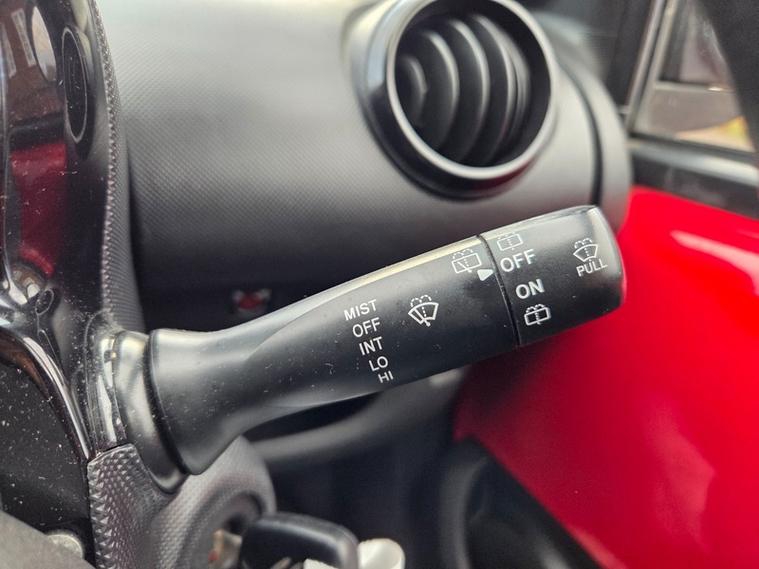 MIST
OFF
INT
LO
HI
OFF
ON
PULL